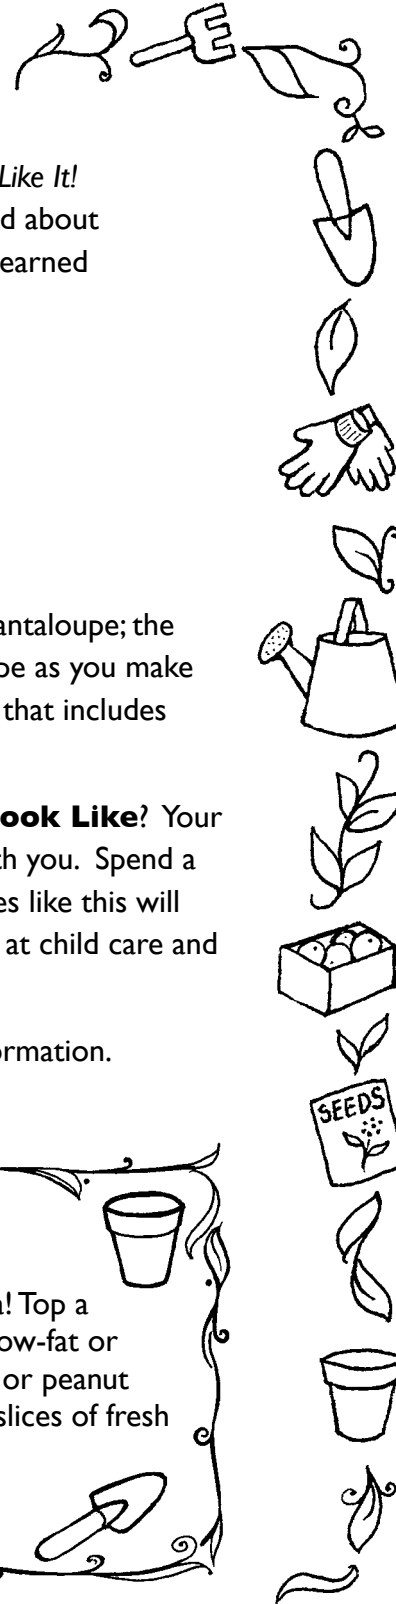 Like It!
d about
earned
antaloupe; the
pe as you make
that includes
ook Like? Your
th you. Spend a
es like this will
at child care and
ormation.
SEEDS
! Top a
ow-fat or
or peanut
slices of fresh